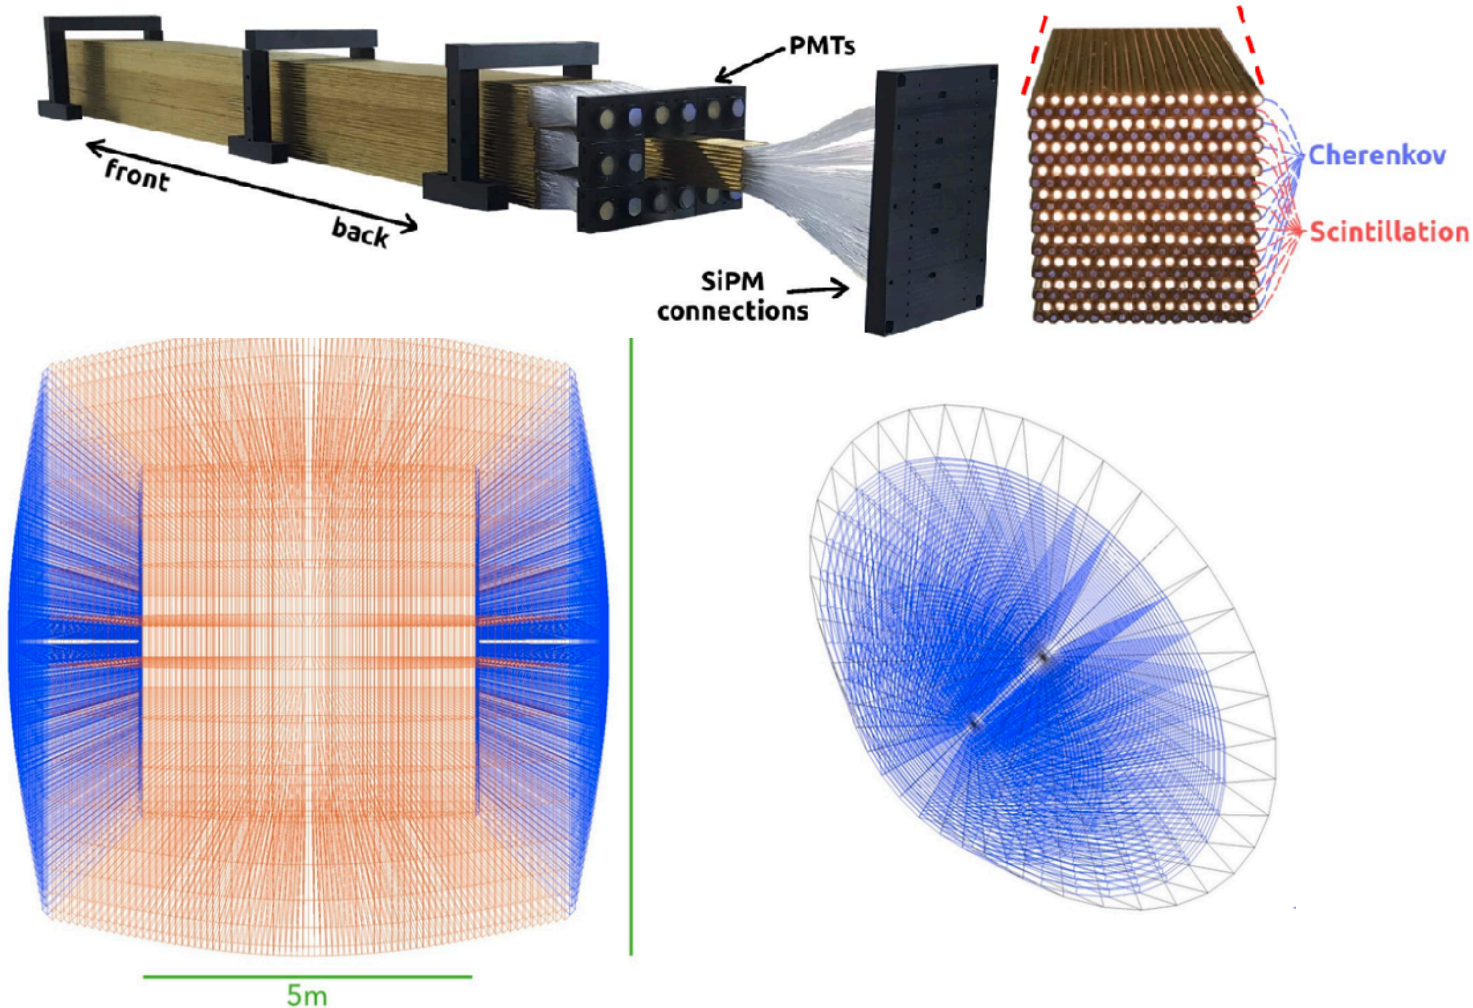 PMTs
front
back
SiPM
connections
Cherenkov
Scintillation
5m